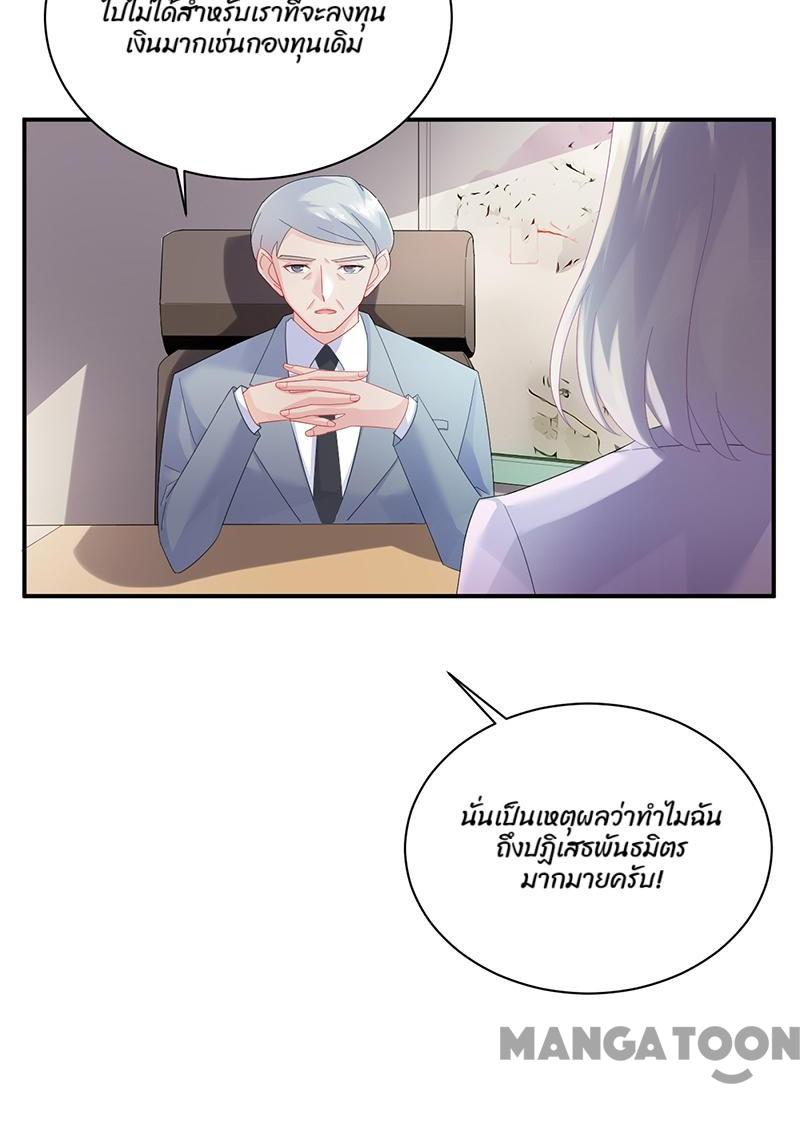 ไปไม่ได้สำหรับเราที่จะลงทุน
เงินมากเช่นกองทุนเดิม
นั่นเป็นเหตุผลว่าทำไมฉัน
ถึงปฏิเสธพันธมิตร
มากมายครับ!
MANGATOON